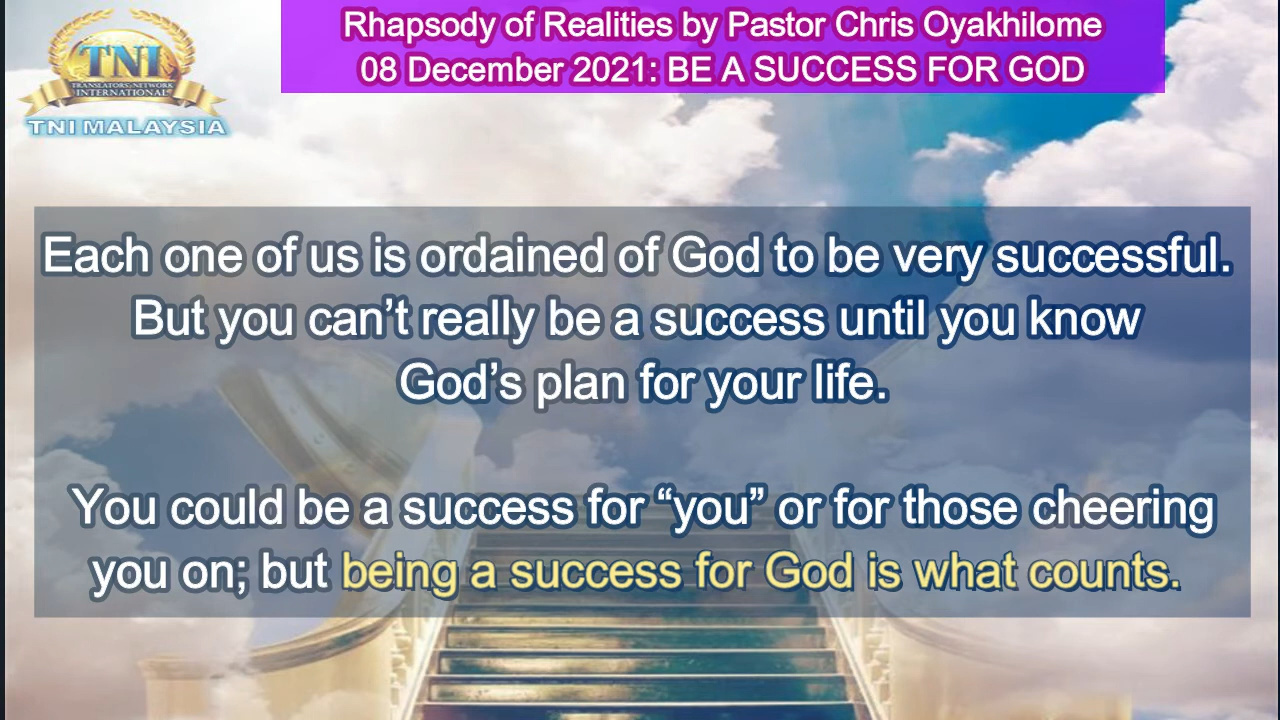 Rhapsody of Realities by Pastor Chris Oyakhilome
08 December 2021: BE A SUCCESS FOR GOD
TNI
TRANSLATORS NETWORK
INTERNATIONAL
TNI MALAYSIA
Each one of us is ordained of God to be very successful.
But you can’t really be a success until you know
God’s plan for your life.
You could be a success for “you” or for those cheering
you on; but being a success for God is what counts.